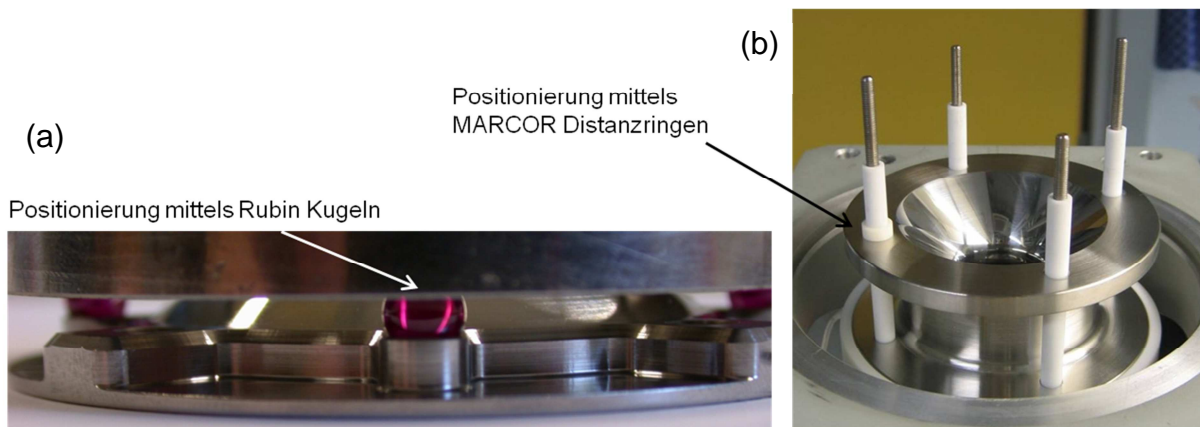 (a)
Positionierung mittels Rubin Kugeln
(b)
Positionierung mittels
MARCOR Distanzringen